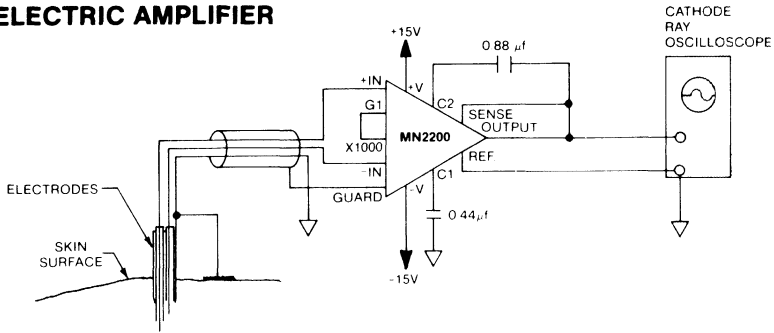 ELECTRIC AMPLIFIER
CATHODE
RAY
OSCILLOSCOPE
+15V
0.88 µf
+IN
+V
C2
G1
SENSE
OUTPUT
MN2200
X1000
REF.
-IN
C1
GUARD
-V
0.44µf
-15V
ELECTRODES
SKIN
SURFACE